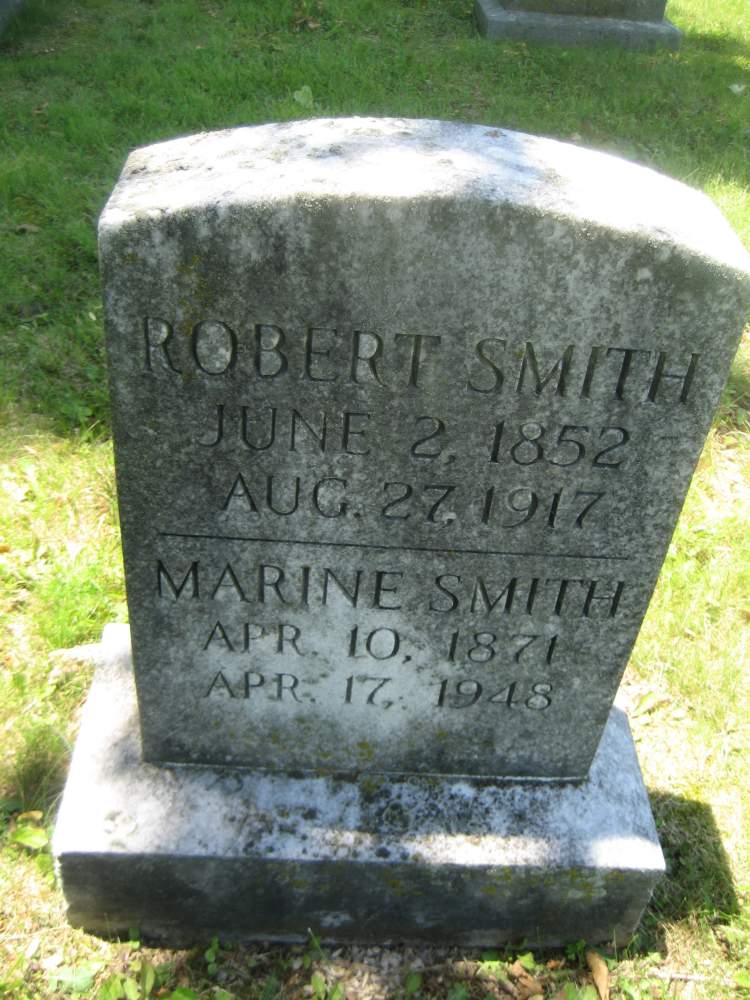 ROBERT SMITH
JUNE 2, 1852
AUG. 27, 1917
MARINE SMITH
APR. 10, 1871
APR. 17, 1948